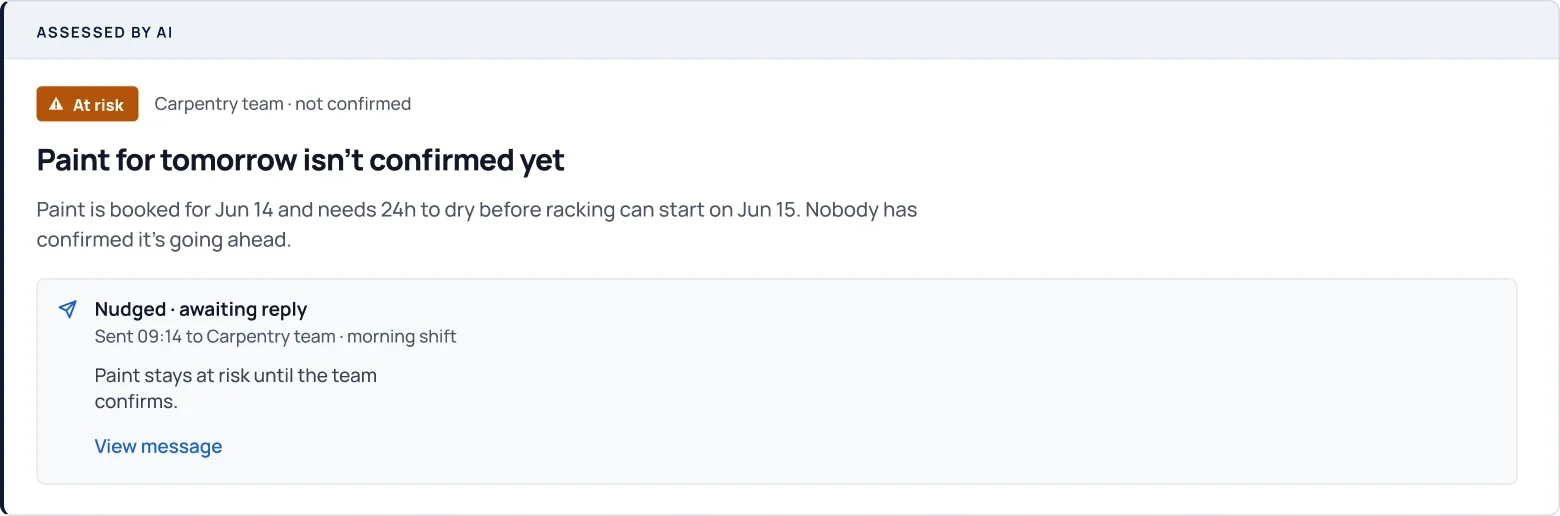 ASSESSED BY AI
At risk
Carpentry team · not confirmed
Paint for tomorrow isn’t confirmed yet
Paint is booked for Jun 14 and needs 24h to dry before racking can start on Jun 15. Nobody has
confirmed it’s going ahead.
Nudged · awaiting reply
Sent 09:14 to Carpentry team · morning shift
Paint stays at risk until the team
confirms.
View message